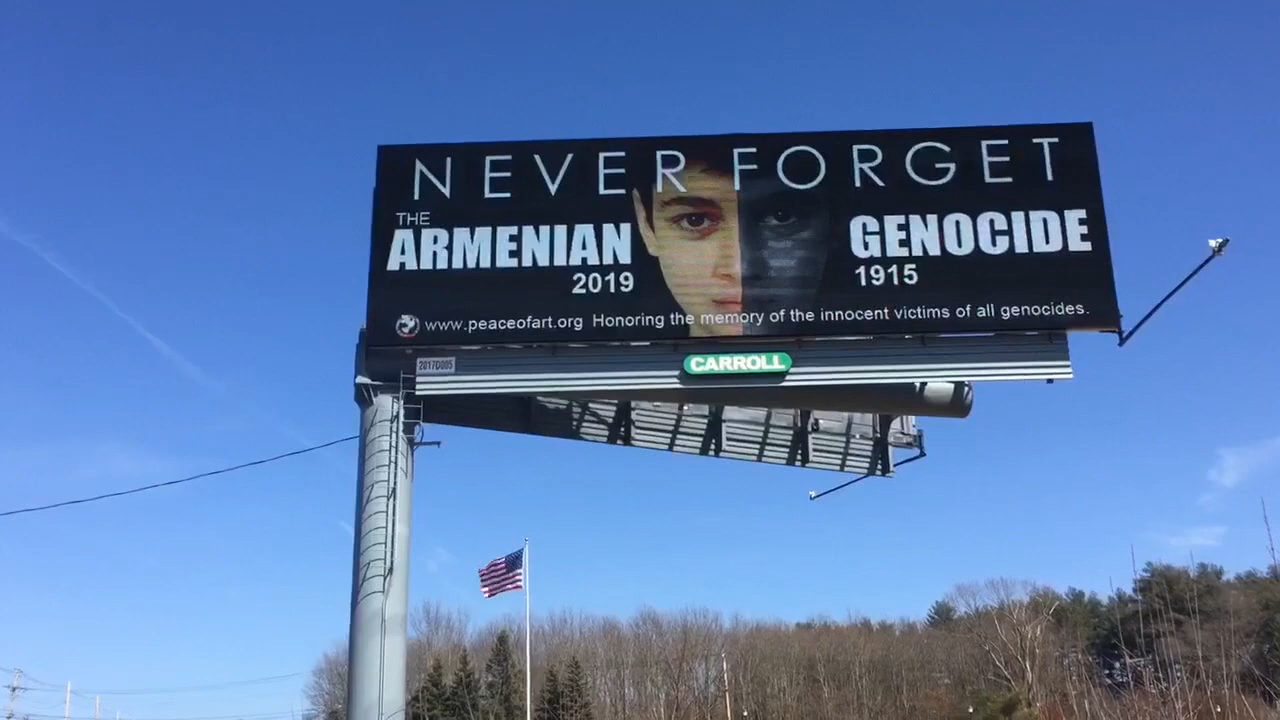 NEVER FORGET
THE
ARMENIAN GENOCIDE
2019 1915
www.peaceofart.org Honoring the memory of the innocent victims of all genocides.
2017D005
CARROLL